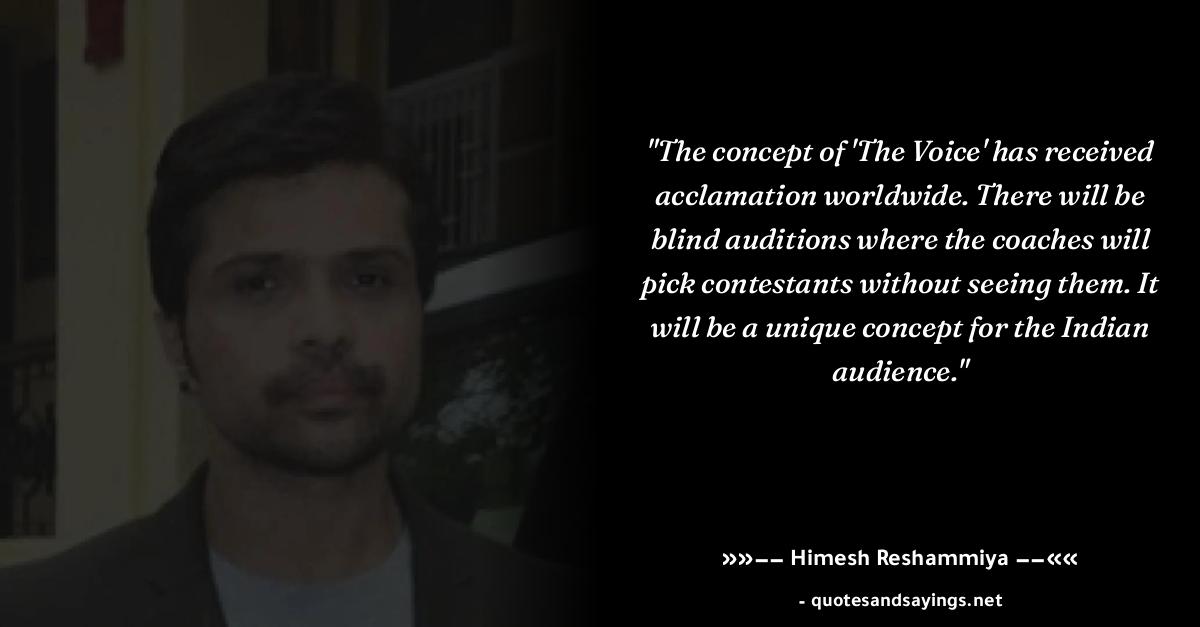 "The concept of 'The Voice' has received
acclamation worldwide. There will be
blind auditions where the coaches will
pick contestants without seeing them. It
will be a unique concept for the Indian
audience."
»»−− Himesh Reshammiya −−««
- quotesandsayings.net